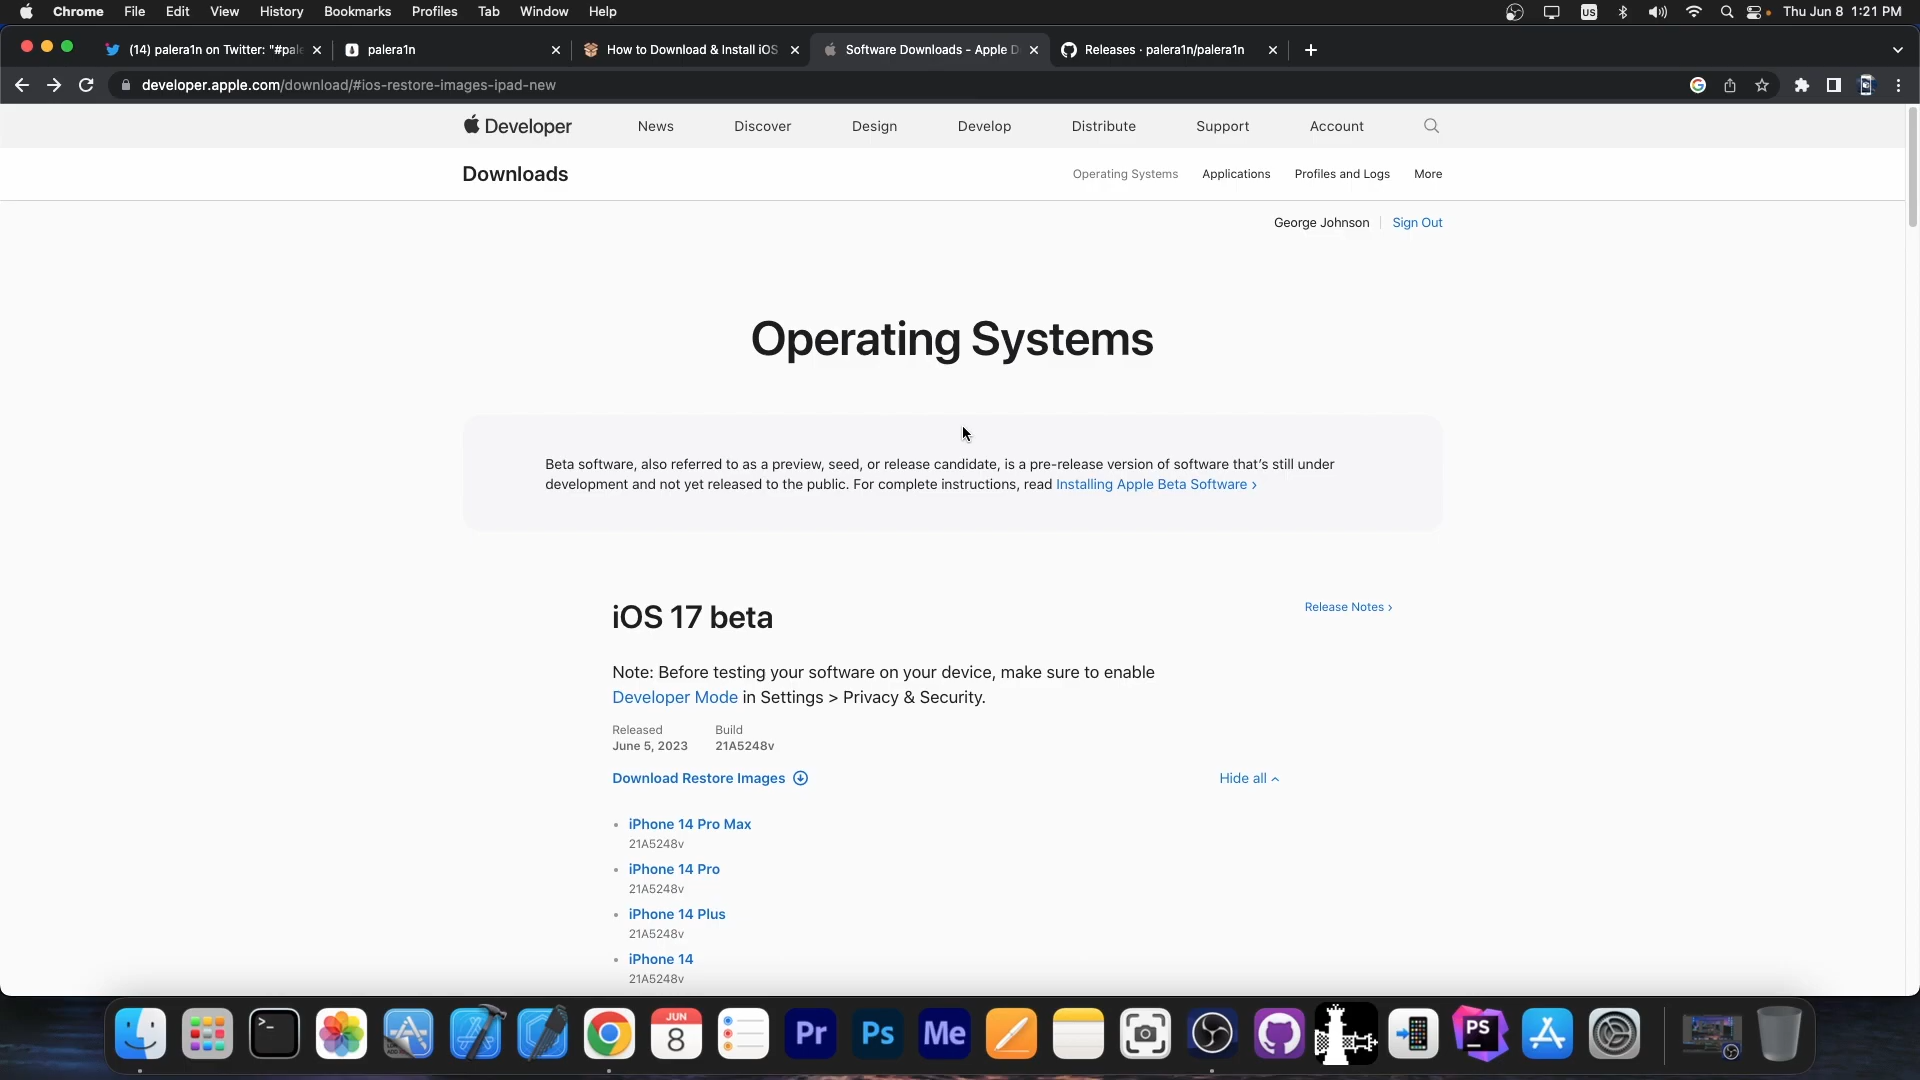 Chrome File Edit View History Bookmarks Profiles Tab Window Help US Thu Jun 8 1:21 PM
(14) palera1n on Twitter: "#pale palera1n How to Download & Install iOS Software Downloads - Apple D Releases · palera1n/palera1n
developer.apple.com/download/#ios-restore-images-ipad-new
Developer News Discover Design Develop Distribute Support Account
Downloads Operating Systems Applications Profiles and Logs More
George Johnson Sign Out
Operating Systems
Beta software, also referred to as a preview, seed, or release candidate, is a pre-release version of software that's still under
development and not yet released to the public. For complete instructions, read Installing Apple Beta Software >
iOS 17 beta Release Notes >
Note: Before testing your software on your device, make sure to enable
Developer Mode in Settings > Privacy & Security.
Released Build
June 5, 2023 21A5248v
Download Restore Images Hide all
iPhone 14 Pro Max
21A5248v
iPhone 14 Pro
21A5248v
iPhone 14 Plus
21A5248v
iPhone 14
21A5248v
JUN
8 Pr Ps Me PS